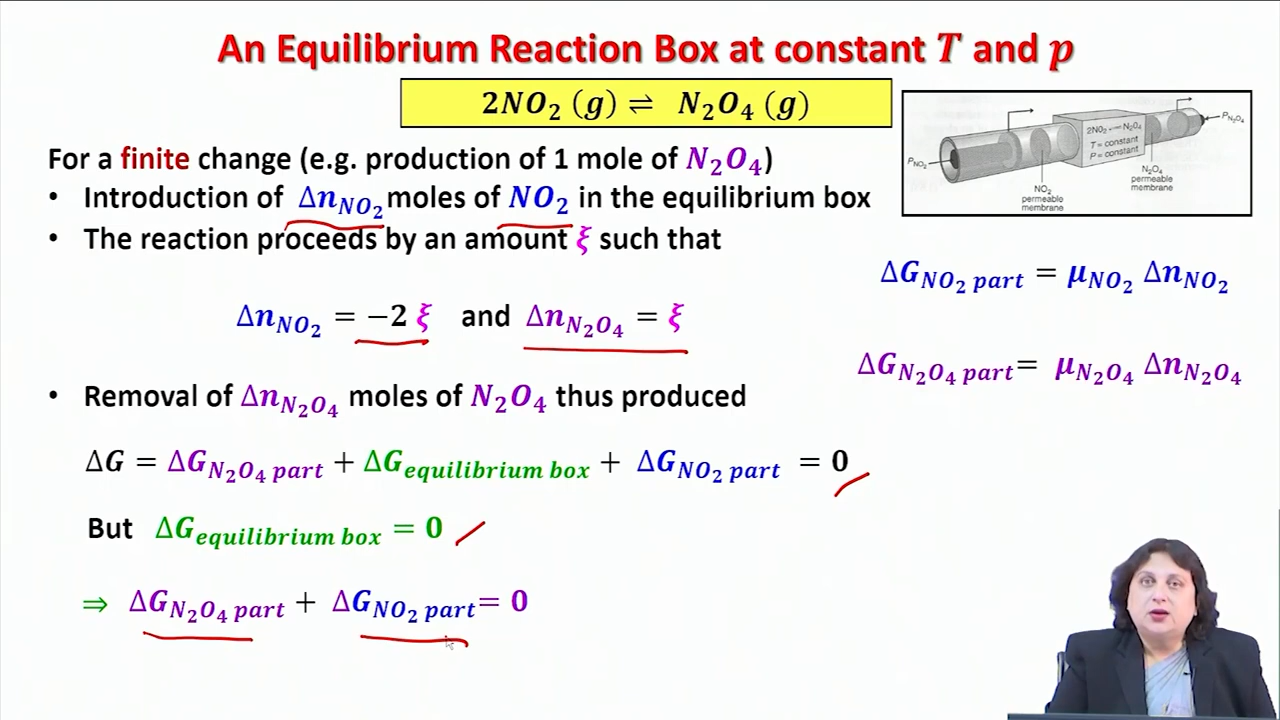 An Equilibrium Reaction Box at constant T and p
2NO₂ (g) ⇌ N₂O₄ (g)
For a finite change (e.g. production of 1 mole of N₂O₄)
• Introduction of Δn_NO₂ moles of NO₂ in the equilibrium box
• The reaction proceeds by an amount ξ such that
Δn_NO₂ = −2 ξ and Δn_N₂O₄ = ξ
• Removal of Δn_N₂O₄ moles of N₂O₄ thus produced
ΔG = ΔG_N₂O₄ part + ΔG_equilibrium box + ΔG_NO₂ part = 0
But ΔG_equilibrium box = 0
⇒ ΔG_N₂O₄ part + ΔG_NO₂ part = 0
P_NO₂
2NO₂ — N₂O₄
T = constant
P = constant
P_N₂O₄
NO₂
permeable
membrane
N₂O₄
permeable
membrane
ΔG_NO₂ part = μ_NO₂ Δn_NO₂
ΔG_N₂O₄ part = μ_N₂O₄ Δn_N₂O₄